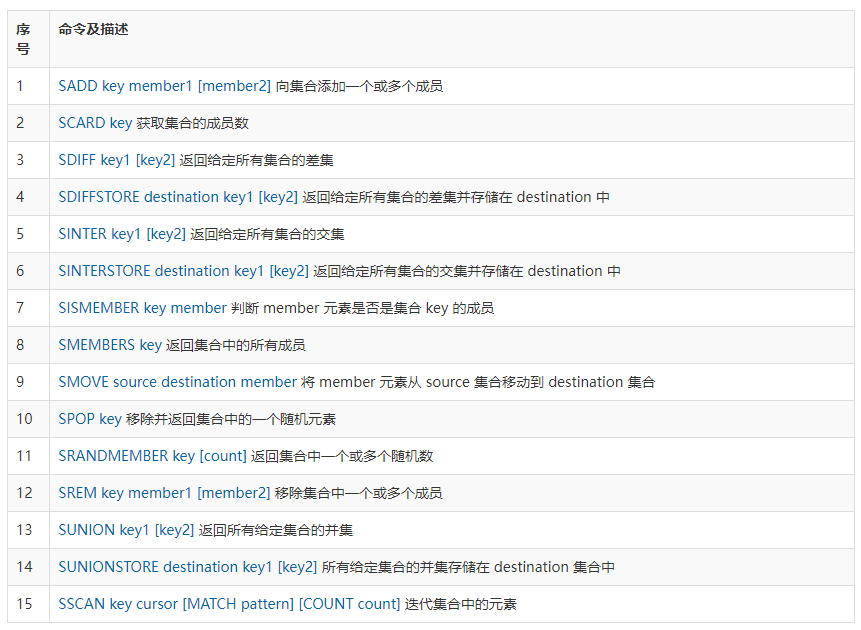 序
号
命令及描述
1 SADD key member1 [member2] 向集合添加一个或多个成员
2 SCARD key 获取集合的成员数
3 SDIFF key1 [key2] 返回给定所有集合的差集
4 SDIFFSTORE destination key1 [key2] 返回给定所有集合的差集并存储在 destination 中
5 SINTER key1 [key2] 返回给定所有集合的交集
6 SINTERSTORE destination key1 [key2] 返回给定所有集合的交集并存储在 destination 中
7 SISMEMBER key member 判断 member 元素是否是集合 key 的成员
8 SMEMBERS key 返回集合中的所有成员
9 SMOVE source destination member 将 member 元素从 source 集合移动到 destination 集合
10 SPOP key 移除并返回集合中的一个随机元素
11 SRANDMEMBER key [count] 返回集合中一个或多个随机数
12 SREM key member1 [member2] 移除集合中一个或多个成员
13 SUNION key1 [key2] 返回所有给定集合的并集
14 SUNIONSTORE destination key1 [key2] 所有给定集合的并集存储在 destination 集合中
15 SSCAN key cursor [MATCH pattern] [COUNT count] 迭代集合中的元素